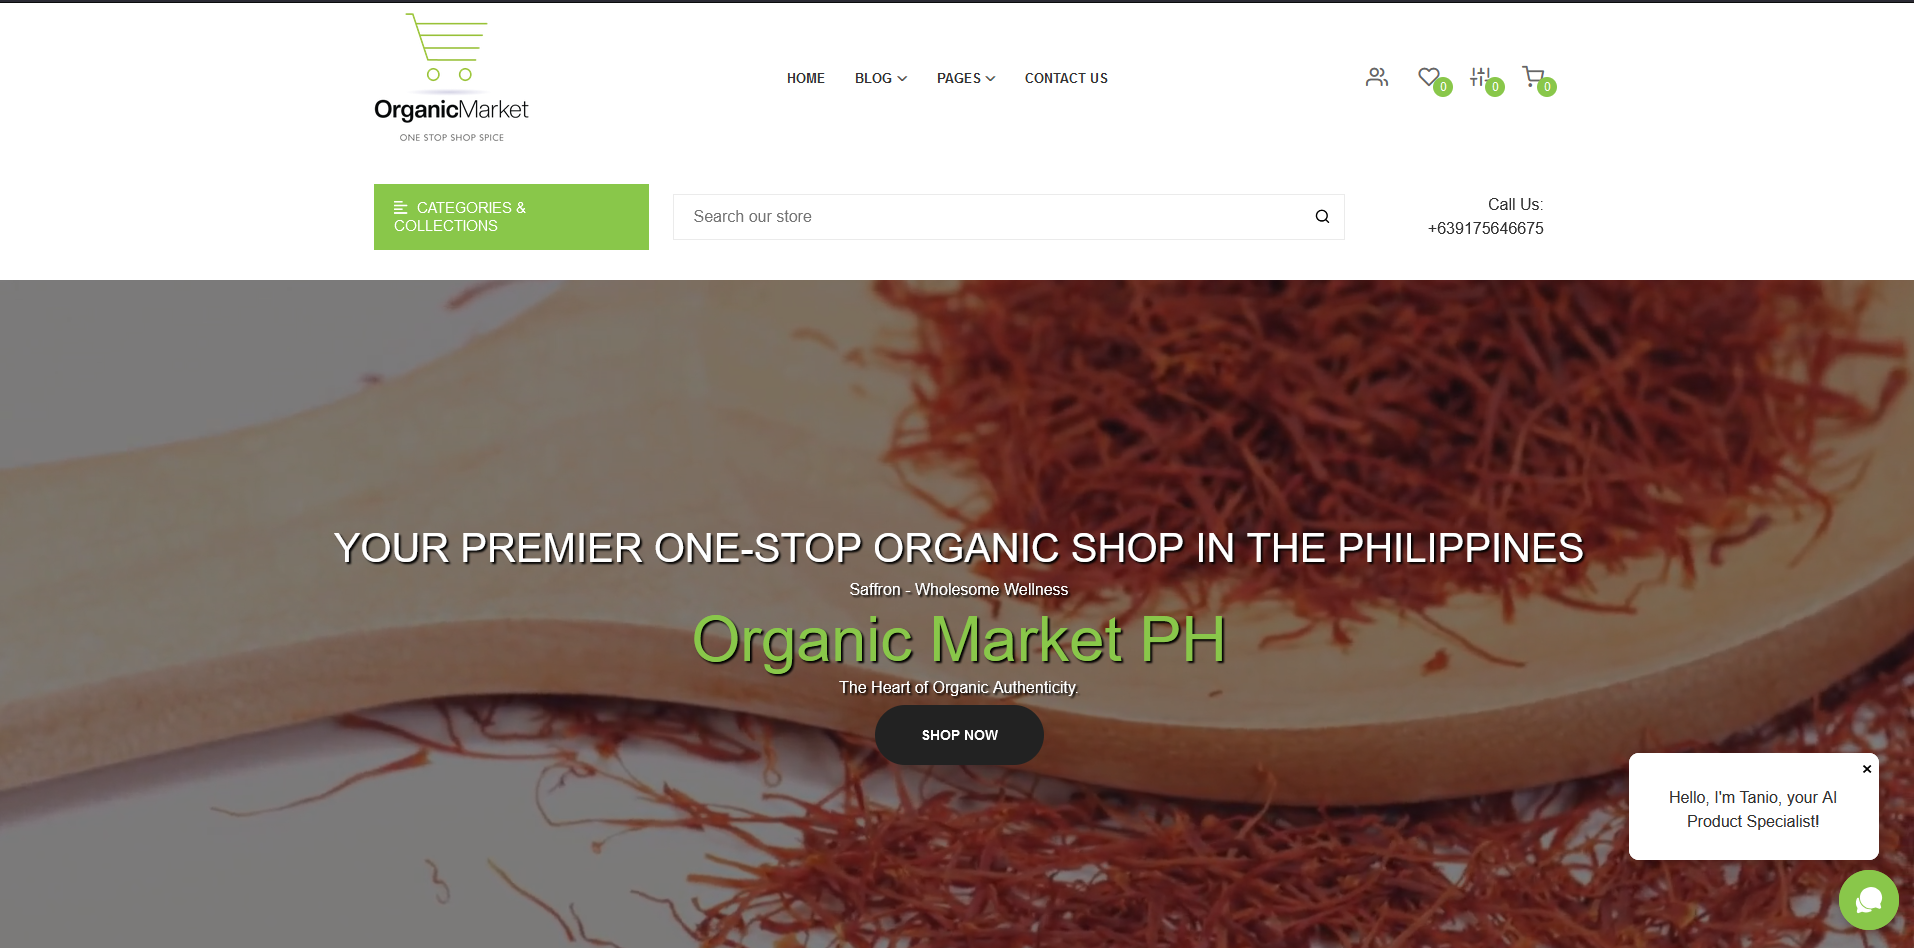 OrganicMarket
ONE STOP SHOP SPICE
HOME
BLOG
PAGES
CONTACT US
0
0
0
CATEGORIES &
COLLECTIONS
Search our store
Call Us:
+639175646675
YOUR PREMIER ONE-STOP ORGANIC SHOP IN THE PHILIPPINES
Saffron - Wholesome Wellness
Organic Market PH
The Heart of Organic Authenticity.
SHOP NOW
Hello, I'm Tanio, your AI
Product Specialist!